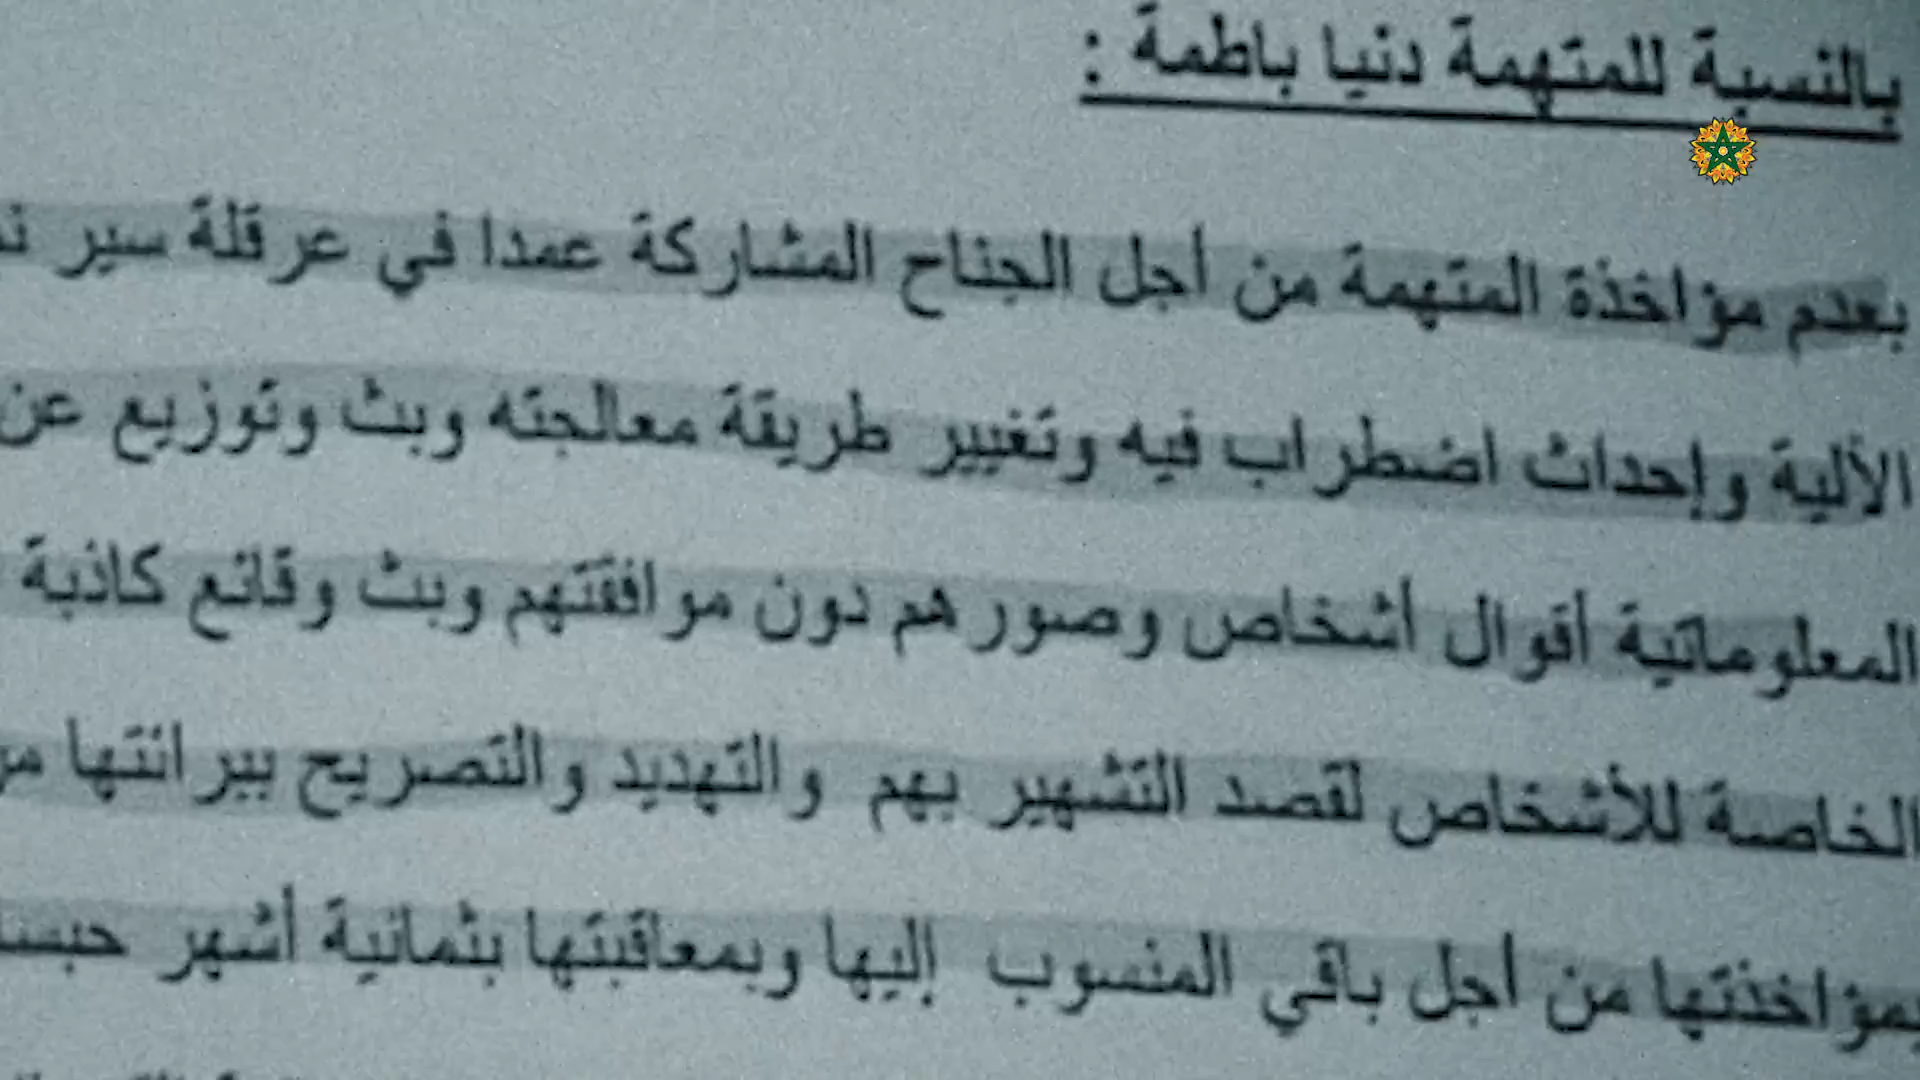 بالنسبة للمتهمة دنيا باطمة :
بعدم مؤاخذة المتهمة من أجل الجناح المشاركة عمدا في عرقلة سير
الألية وإحداث اضطراب فيه وتغيير طريقة معالجته وبث وتوزيع عن
المعلوماتية أقوال أشخاص وصورهم دون موافقتهم وبث وقائع كاذبة
الخاصة للأشخاص لقصد التشهير بهم والتهديد والتصريح ببرائتها
بمؤاخذتها من أجل باقي المنسوب إليها وبمعاقبتها بثمانية أشهر